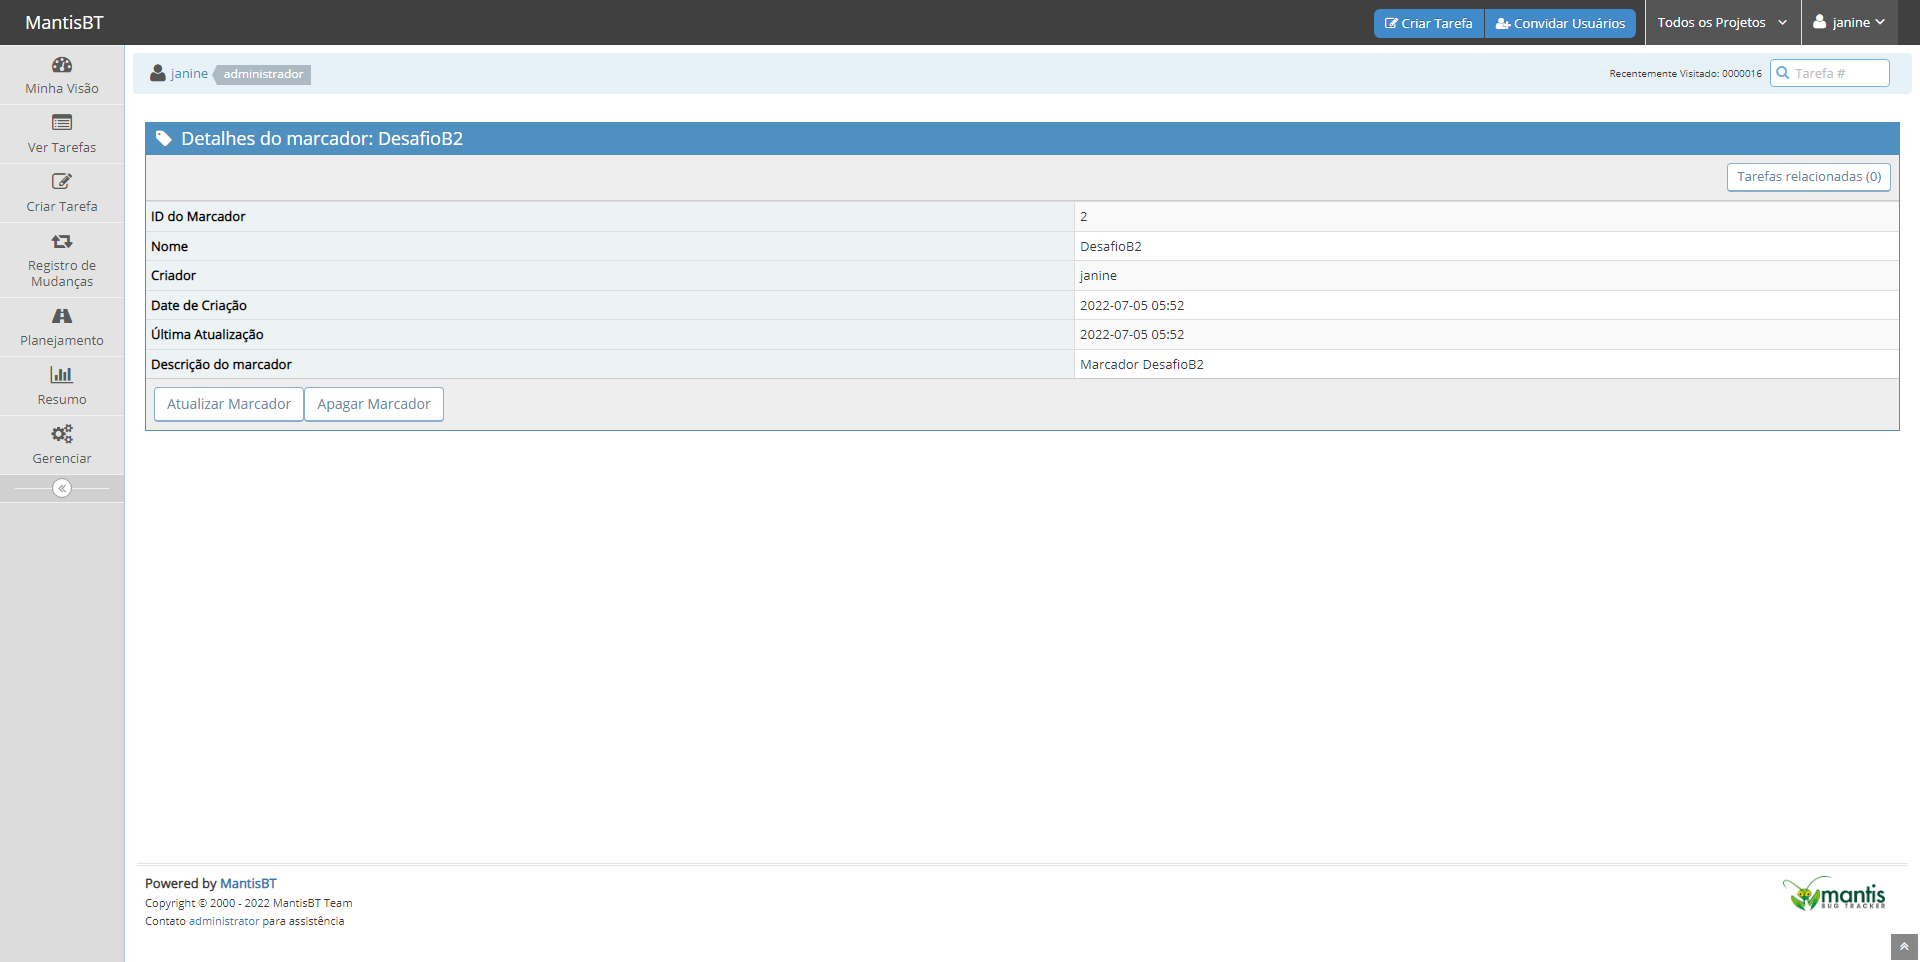 MantisBT
Criar Tarefa
Convidar Usuários
Todos os Projetos
janine
Minha Visão
Ver Tarefas
Criar Tarefa
Registro de
Mudanças
Planejamento
Resumo
Gerenciar
janine administrador
Recentemente Visitado: 0000016
Tarefa #
Detalhes do marcador: DesafioB2
Tarefas relacionadas (0)
ID do Marcador 2
Nome DesafioB2
Criador janine
Date de Criação 2022-07-05 05:52
Última Atualização 2022-07-05 05:52
Descrição do marcador Marcador DesafioB2
Atualizar Marcador Apagar Marcador
Powered by MantisBT
Copyright © 2000 - 2022 MantisBT Team
Contato administrator para assistência
mantis
BUG TRACKER